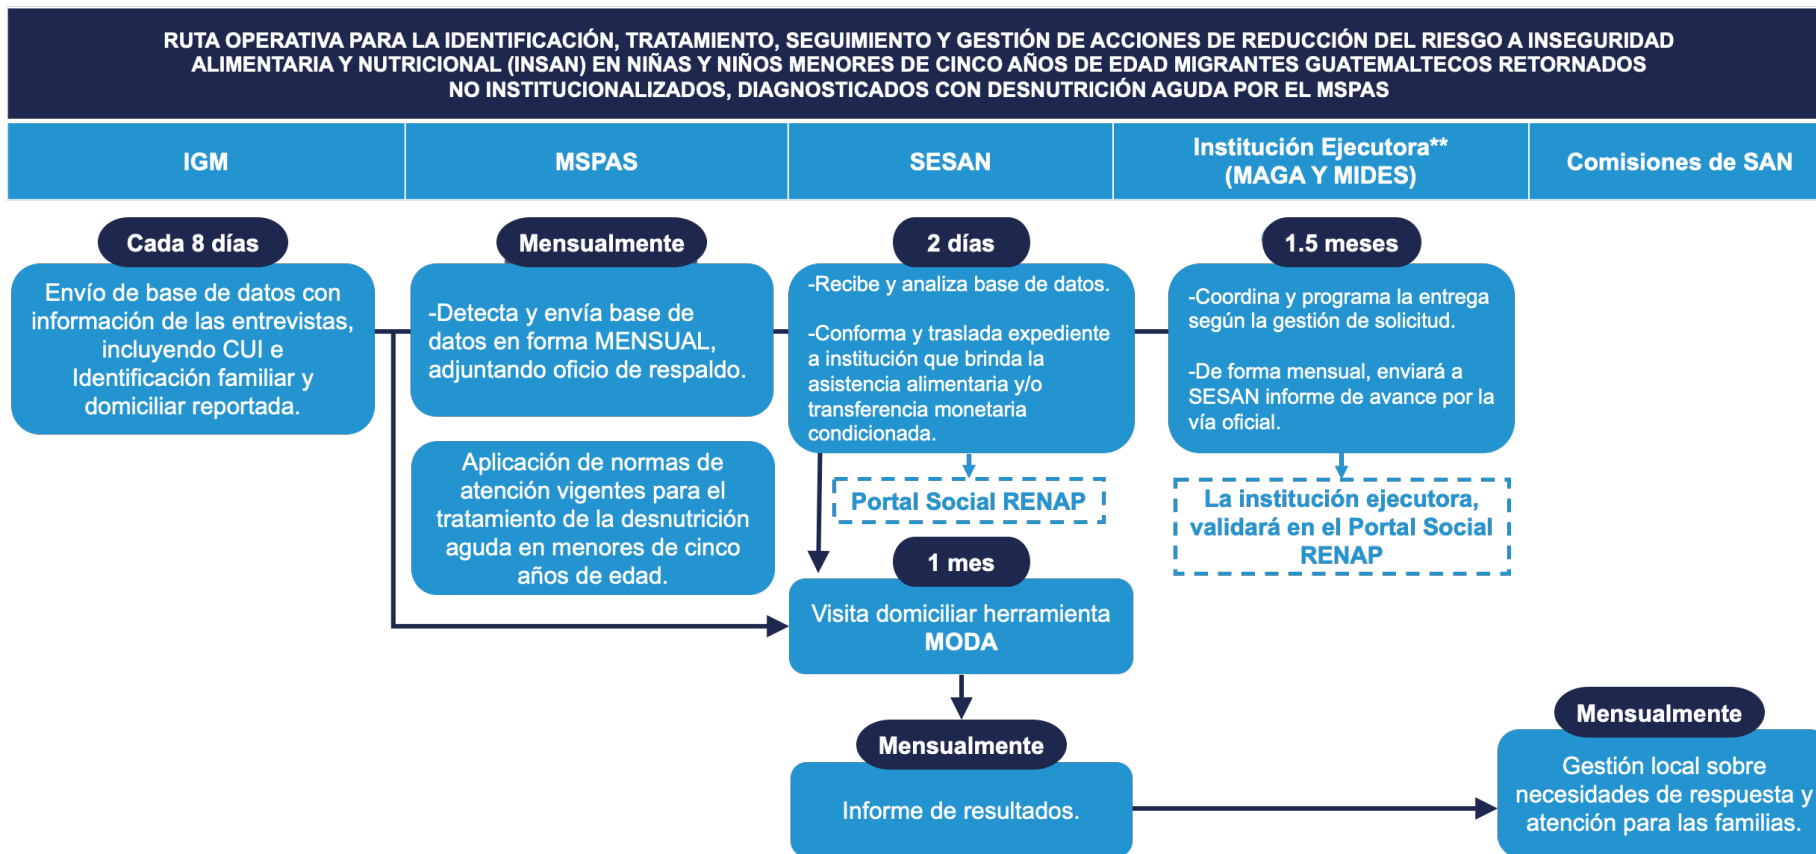 RUTA OPERATIVA PARA LA IDENTIFICACIÓN, TRATAMIENTO, SEGUIMIENTO Y GESTIÓN DE ACCIONES DE REDUCCIÓN DEL RIESGO A INSEGURIDAD
ALIMENTARIA Y NUTRICIONAL (INSAN) EN NIÑAS Y NIÑOS MENORES DE CINCO AÑOS DE EDAD MIGRANTES GUATEMALTECOS RETORNADOS
NO INSTITUCIONALIZADOS, DIAGNOSTICADOS CON DESNUTRICIÓN AGUDA POR EL MSPAS
IGM
MSPAS
SESAN
Institución Ejecutora**
(MAGA Y MIDES)
Comisiones de SAN
Cada 8 días
Envío de base de datos con
información de las entrevistas,
incluyendo CUI e
Identificación familiar y
domiciliar reportada.
Mensualmente
-Detecta y envía base de
datos en forma MENSUAL,
adjuntando oficio de respaldo.
Aplicación de normas de
atención vigentes para el
tratamiento de la desnutrición
aguda en menores de cinco
años de edad.
2 días
-Recibe y analiza base de datos.
-Conforma y traslada expediente
a institución que brinda la
asistencia alimentaria y/o
transferencia monetaria
condicionada.
Portal Social RENAP
1 mes
Visita domiciliar herramienta
MODA
Mensualmente
Informe de resultados.
1.5 meses
-Coordina y programa la entrega
según la gestión de solicitud.
-De forma mensual, enviará a
SESAN informe de avance por la
vía oficial.
La institución ejecutora,
validará en el Portal Social
RENAP
Mensualmente
Gestión local sobre
necesidades de respuesta y
atención para las familias.